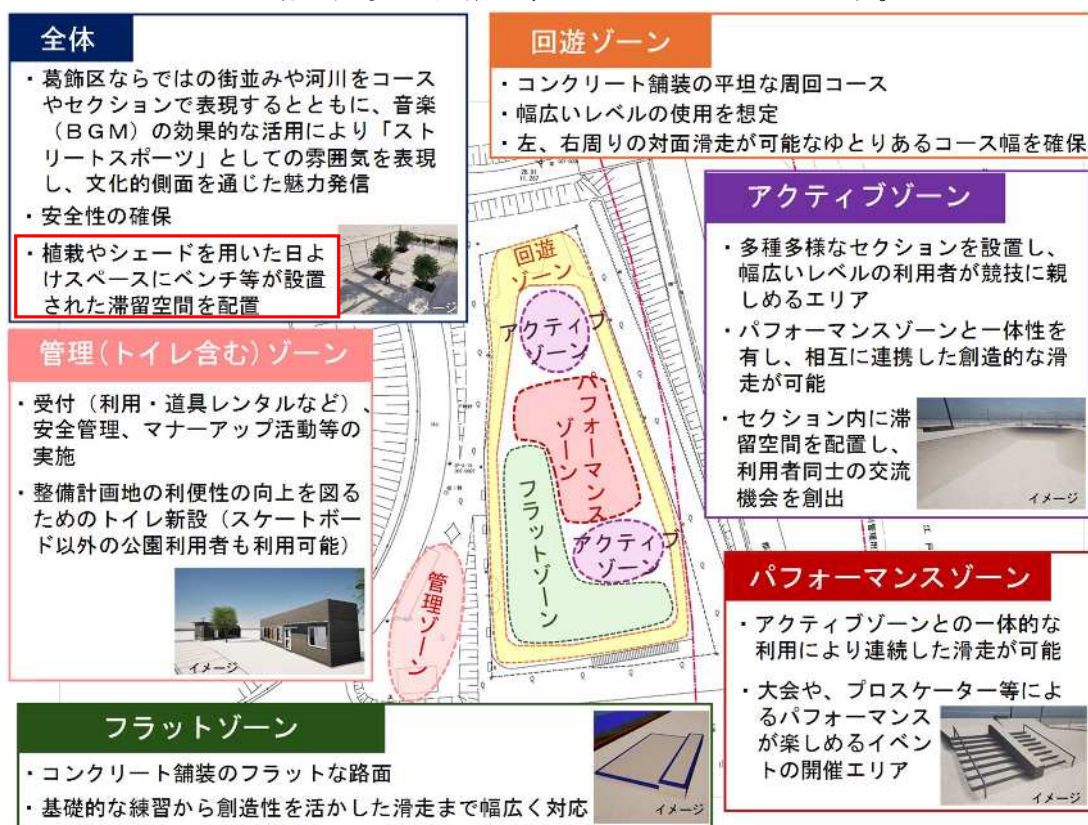 全体
・葛飾区ならではの街並みや河川をコース
やセクションで表現するとともに、音楽
（ＢＧＭ）の効果的な活用により「スト
リートスポーツ」としての雰囲気を表現
し、文化的側面を通じた魅力発信
・安全性の確保
・植栽やシェードを用いた日よ
けスペースにベンチ等が設置
された滞留空間を配置
イメージ
回遊ゾーン
・コンクリート舗装の平坦な周回コース
・幅広いレベルの使用を想定
・左、右周りの対面滑走が可能なゆとりあるコース幅を確保
アクティブゾーン
・多種多様なセクションを設置し、
幅広いレベルの利用者が競技に親
しめるエリア
・パフォーマンスゾーンと一体性を
有し、相互に連携した創造的な滑
走が可能
・セクション内に滞
留空間を配置し、
利用者同士の交流
機会を創出
イメージ
管理(トイレ含む)ゾーン
・受付（利用・道具レンタルなど）、
安全管理、マナーアップ活動等の
実施
・整備計画地の利便性の向上を図る
ためのトイレ新設（スケートボー
ド以外の公園利用者も利用可能）
イメージ
回遊
ゾーン
アクティブ
ゾーン
パフォーマンス
ゾーン
フラットゾーン
アクティブ
ゾーン
管理ゾーン
パフォーマンスゾーン
・アクティブゾーンとの一体的な
利用により連続した滑走が可能
・大会や、プロスケーター等によ
るパフォーマンス
が楽しめるイベン
トの開催エリア
イメージ
フラットゾーン
・コンクリート舗装のフラットな路面
・基礎的な練習から創造性を活かした滑走まで幅広く対応
イメージ